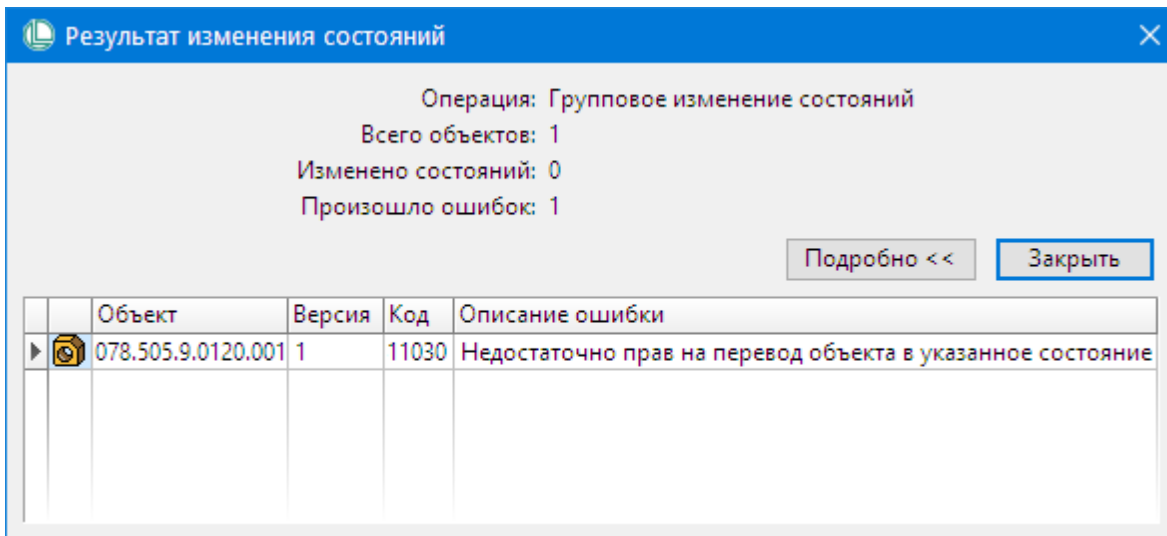 Результат изменения состояний
Операция: Групповое изменение состояний
Всего объектов: 1
Изменено состояний: 0
Произошло ошибок: 1
Подробно << Закрыть
Объект Версия Код Описание ошибки
078.505.9.0120.001 1 11030 Недостаточно прав на перевод объекта в указанное состояние